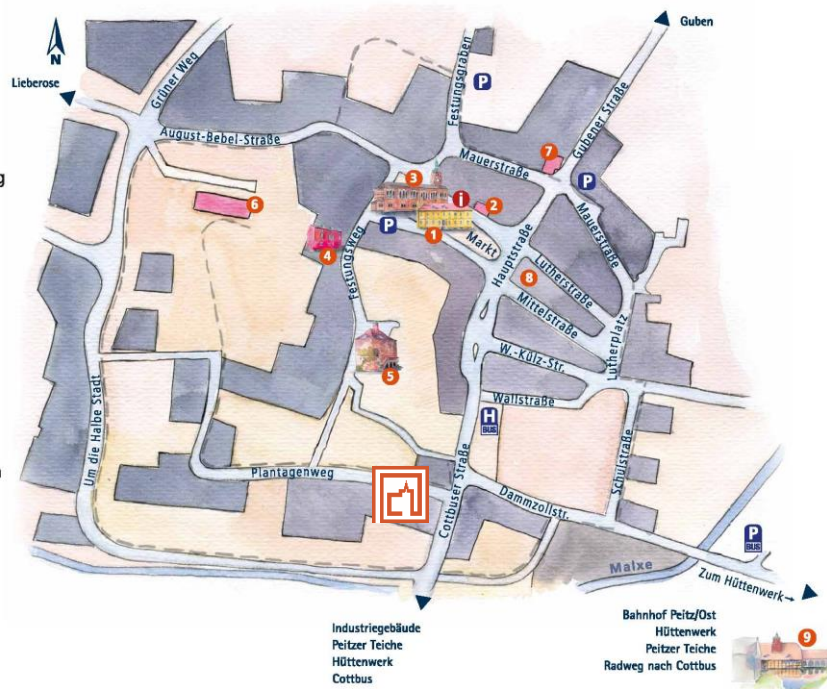 Guben
N
Lieberose
Grüner Weg
Festungsgraben
P
August-Bebel-Straße
Gubener Straße
Mauerstraße
7
g
3
P
i
2
6
1
P
Markt
Mauerstraße
4
Festungsweg
Hauptstraße
Lutherstraße
8
Mittelstraße
Lutherplatz
W.-Külz-Str.
5
Wallstraße
H
BUS
Um die Halbe Stadt
Plantagenweg
Cottbuser Straße
Schulstraße
Dammzollstr.
P
BUS
Malxe
Zum Hüttenwerk
Industriegebäude
Peitzer Teiche
Hüttenwerk
Cottbus
Bahnhof Peitz/Ost
Hüttenwerk
Peitzer Teiche
Radweg nach Cottbus
9